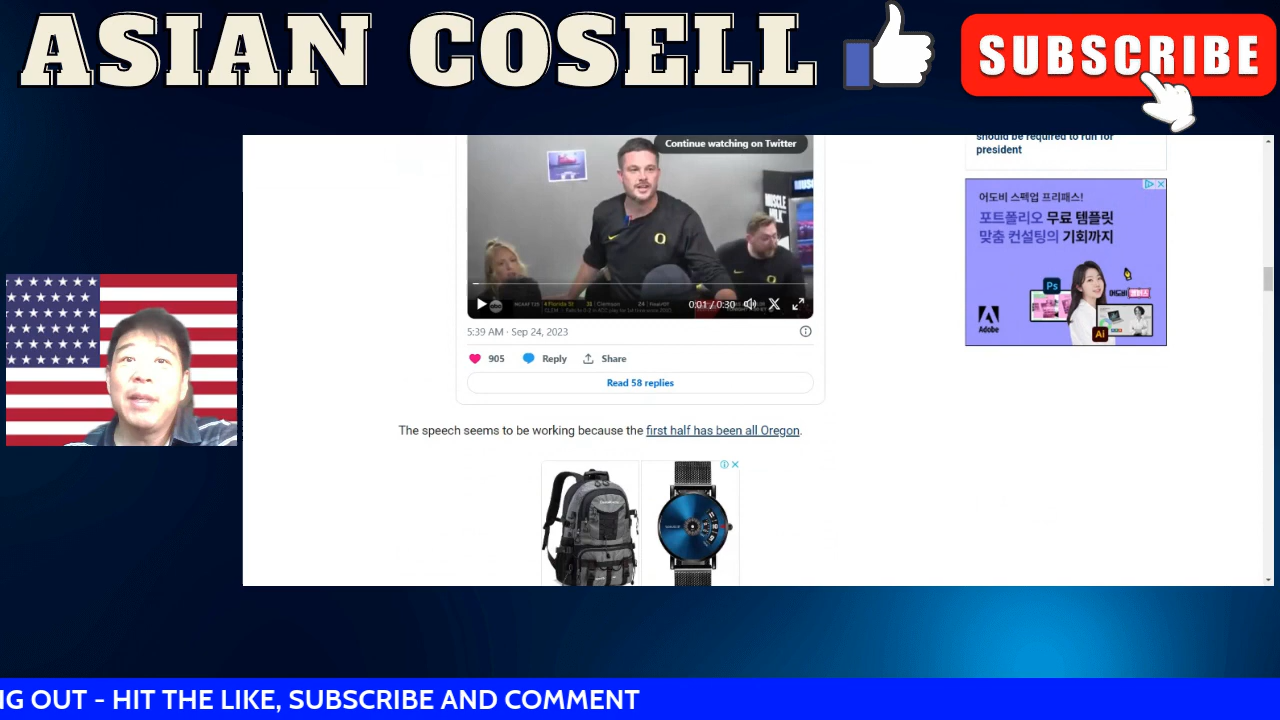 ASIAN COSELL
SUBSCRIBE
Continue watching on Twitter
MUSCLE
MILK
0:01 / 0:30
5:39 AM · Sep 24, 2023
905 Reply Share
Read 58 replies
The speech seems to be working because the first half has been all Oregon.
should be required to run for
president
어도비 스펙업 프리패스!
포트폴리오 무료 템플릿
맞춤 컨설팅의 기회까지
Ps
Ai
Adobe
NG OUT - HIT THE LIKE, SUBSCRIBE AND COMMENT